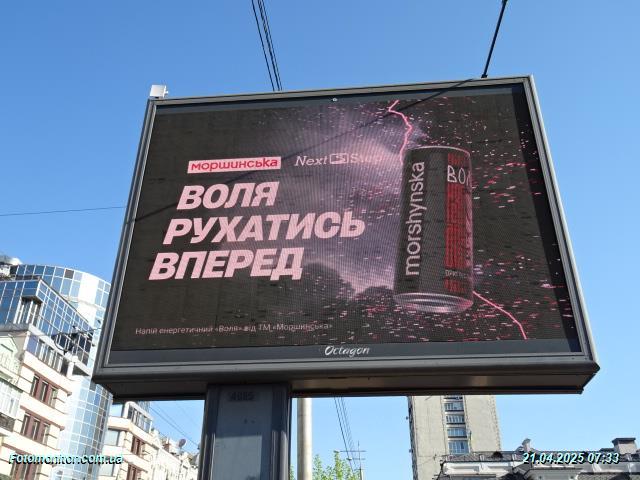 МОРШИНСЬКА
Next Step
ВОЛЯ
РУХАТИСЬ
ВПЕРЕД
morshynska
Напій енергетичний «Воля» від ТМ «Моршинська»
Octagon
Fotomonitor.com.ua
21.04.2025 07:33